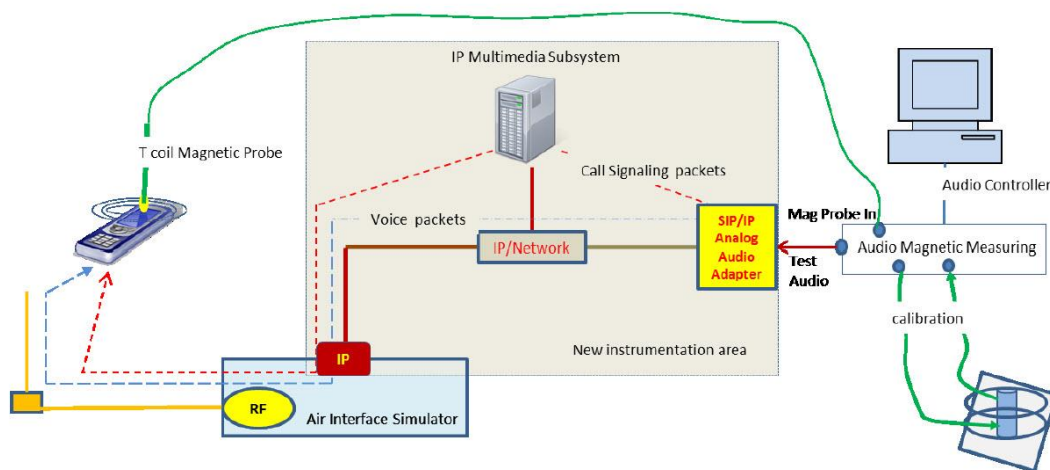 IP Multimedia Subsystem
T coil Magnetic Probe
Call Signaling packets
Audio Controller
Voice packets
Mag Probe In
SIP/IP
Analog
Audio
Adapter
IP/Network
Audio Magnetic Measuring
Test
Audio
calibration
IP
New instrumentation area
RF
Air Interface Simulator